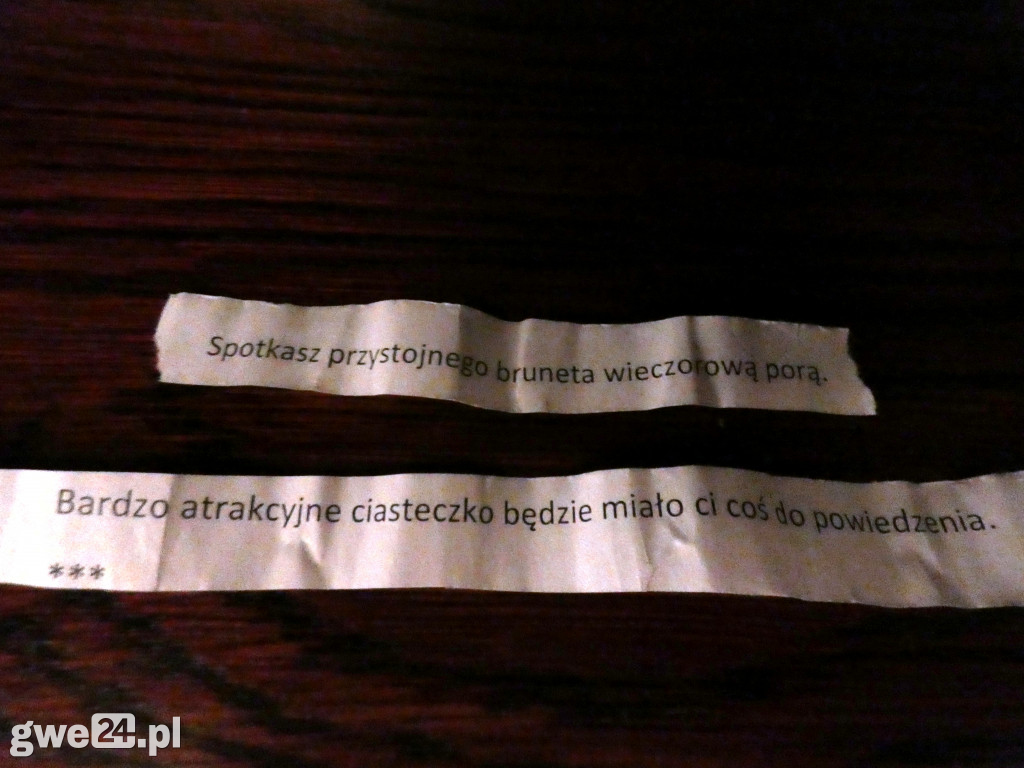 Spotkasz przystojnego bruneta wieczorową porą.
Bardzo atrakcyjne ciasteczko będzie miało ci coś do powiedzenia.
***
gwe24.pl